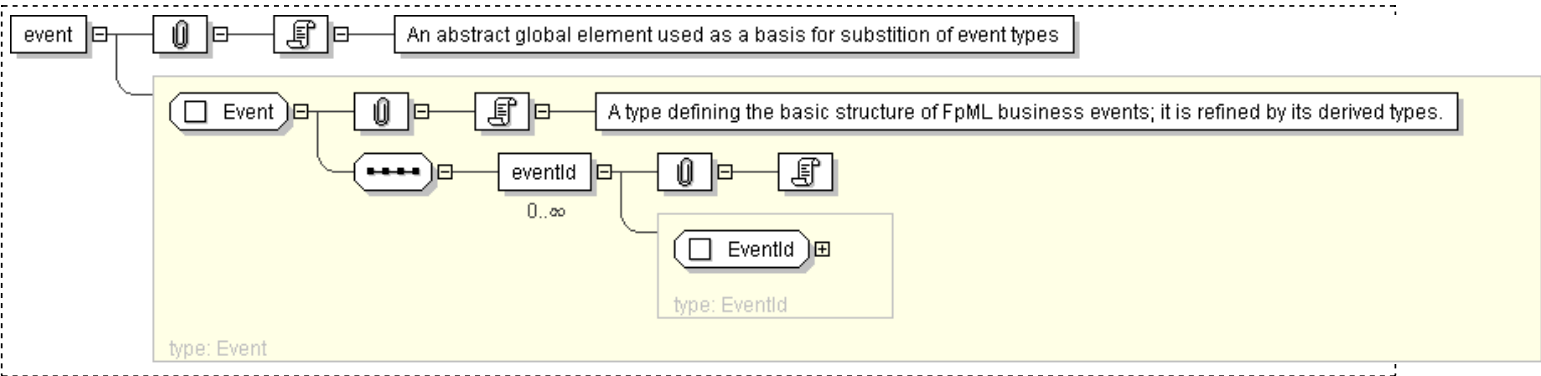 event
An abstract global element used as a basis for substition of event types
Event
A type defining the basic structure of FpML business events; it is refined by its derived types.
eventId
0..∞
EventId
type: EventId
type: Event